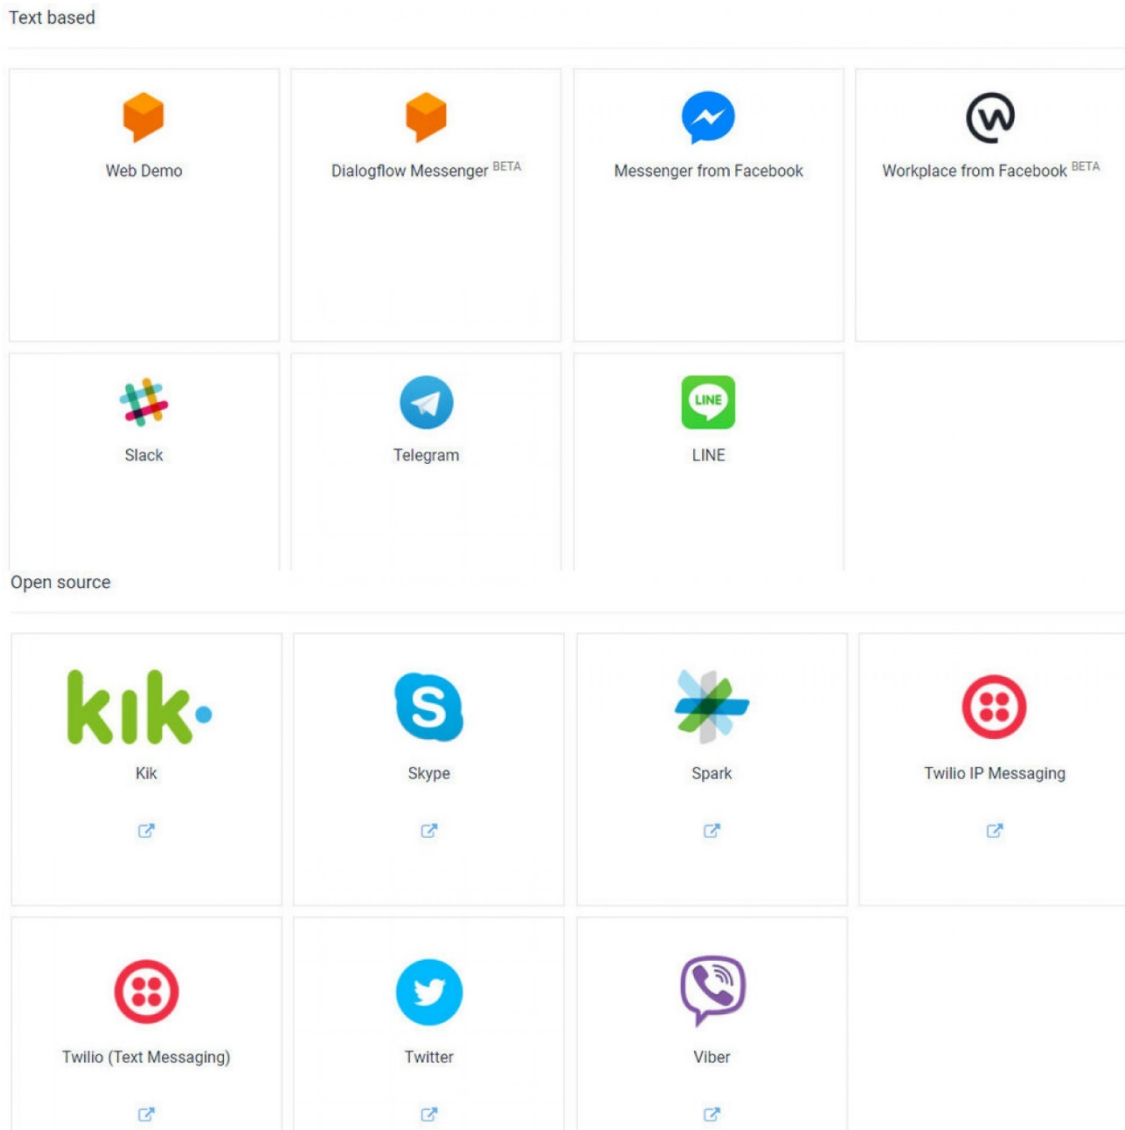 Text based
Web Demo
Dialogflow Messenger BETA
Messenger from Facebook
Workplace from Facebook BETA
LINE
Slack
Telegram
LINE
Open source
kik
S
Kik
Skype
Spark
Twilio IP Messaging
Twilio (Text Messaging)
Twitter
Viber